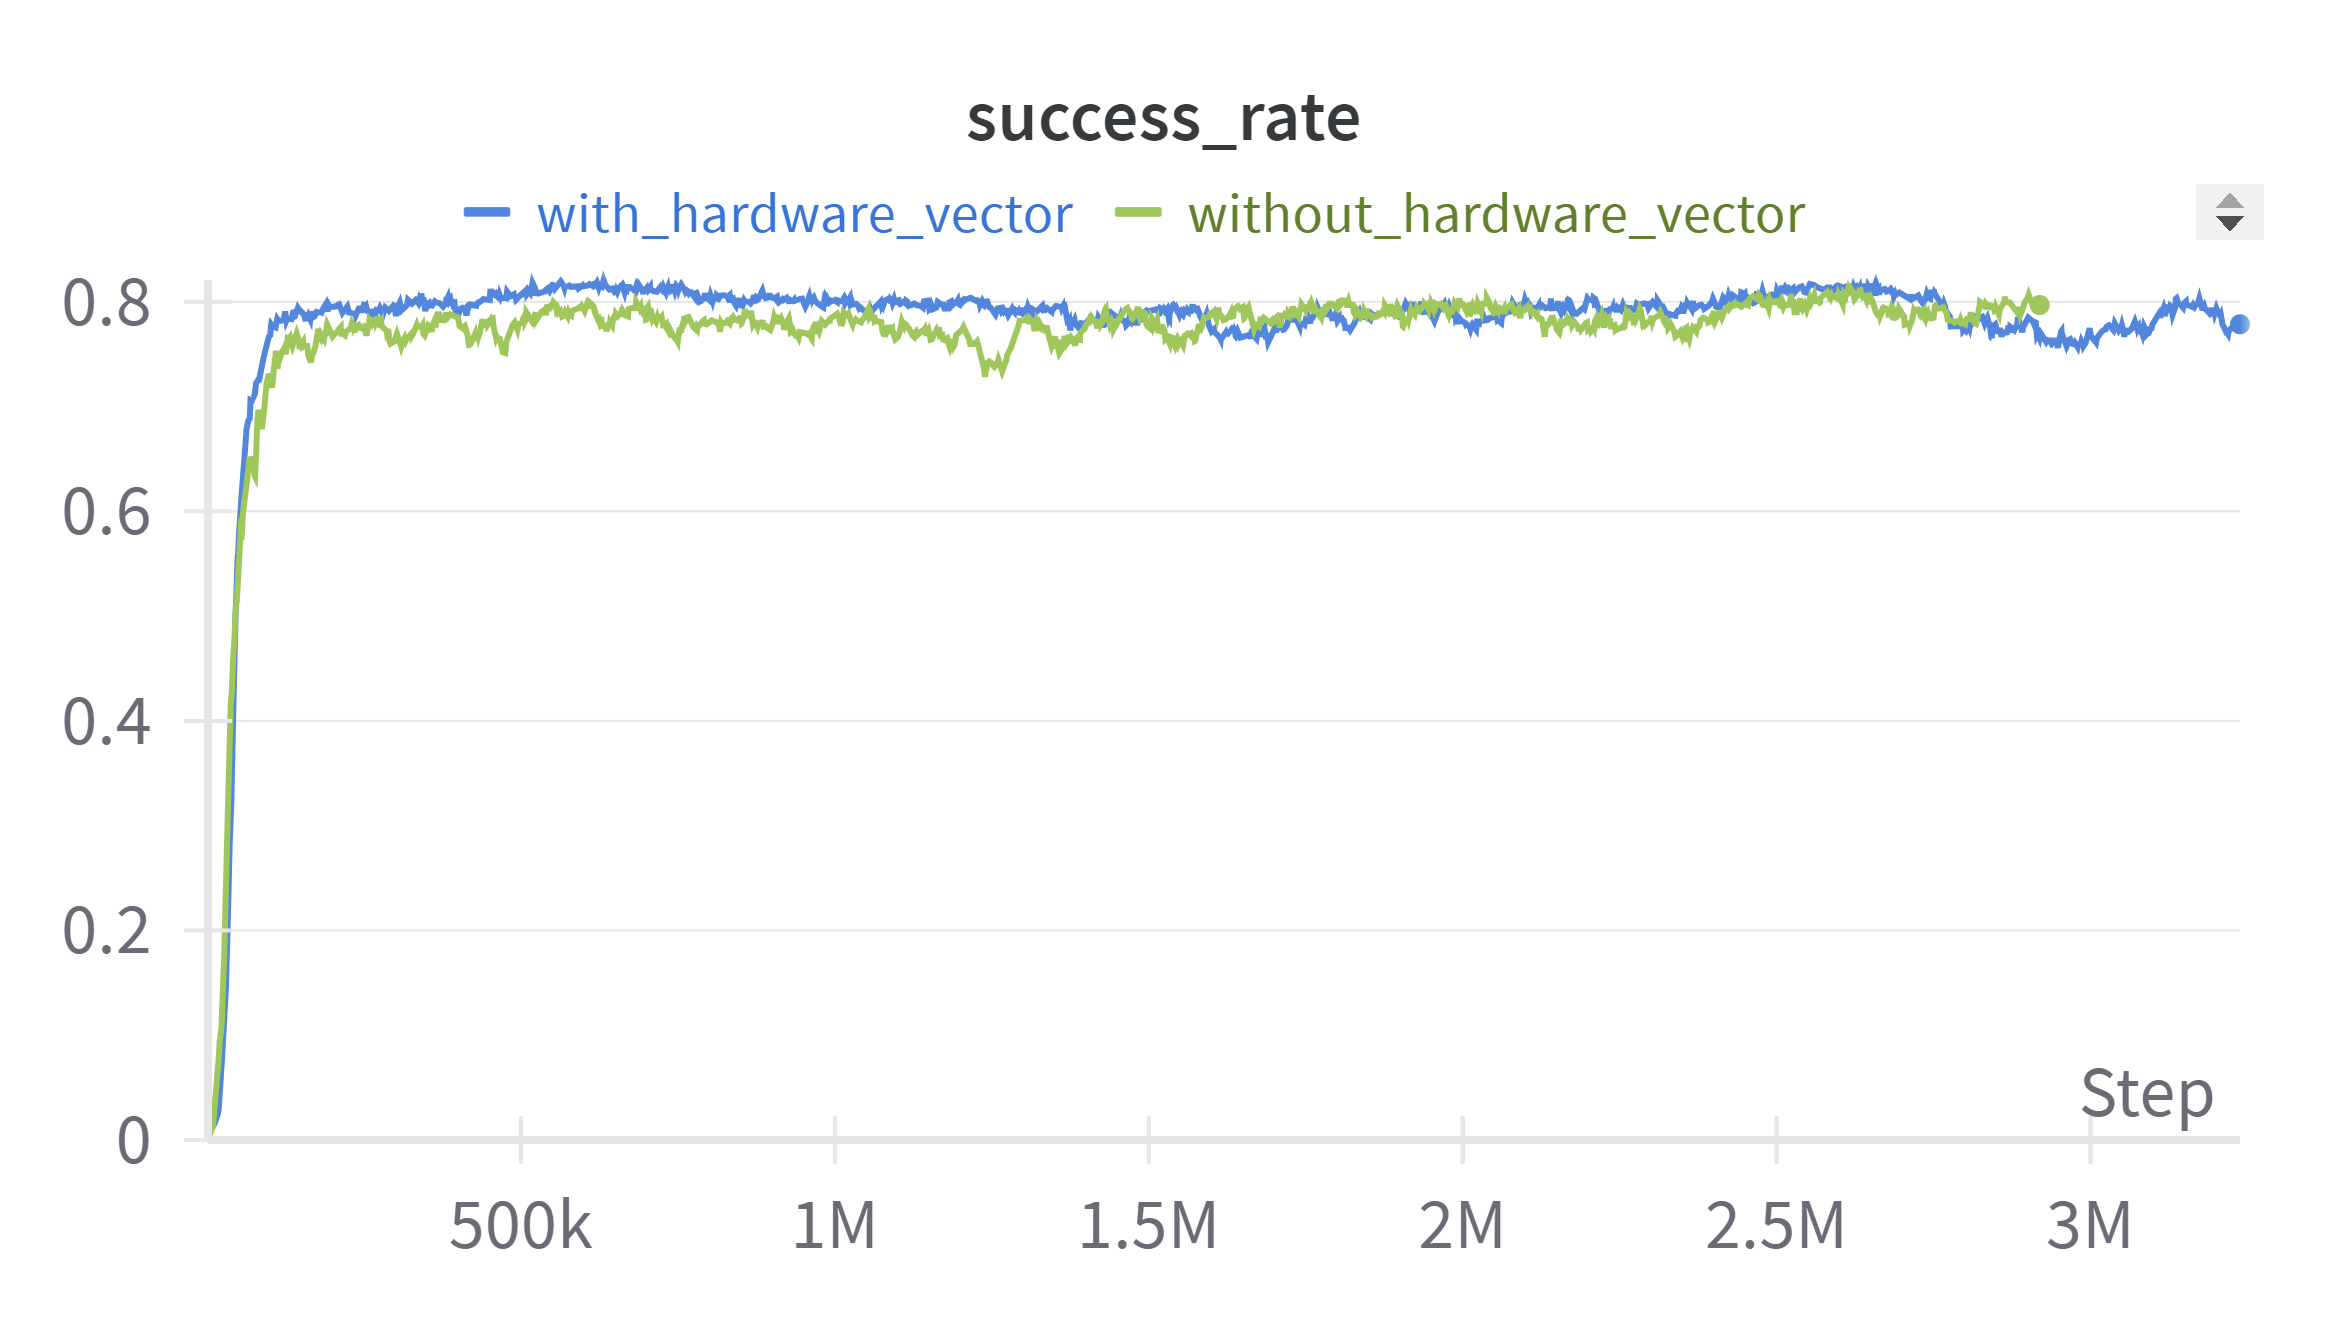 success_rate
with_hardware_vector without_hardware_vector
0.8
0.6
0.4
0.2
0
Step
500k 1M 1.5M 2M 2.5M 3M